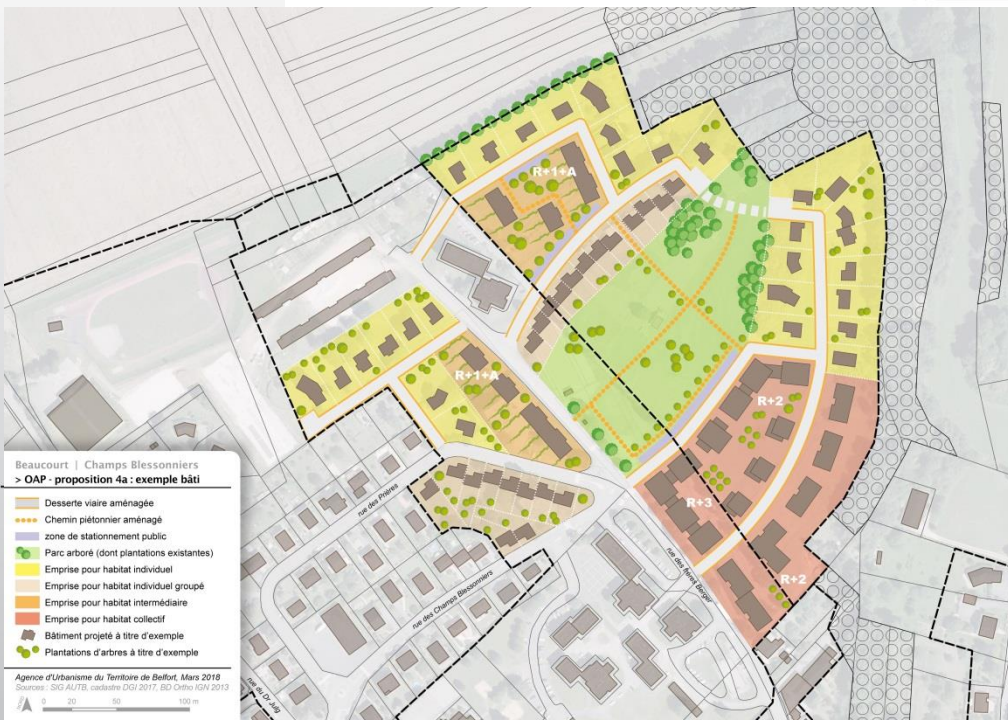 R+1+A
R+1+A
R+2
R+3
R+2
rue des Prières
rue des Champs Blessonniers
rue des frères Berger
rue du Dr Julg
Beaucourt | Champs Blessonniers
> OAP - proposition 4a : exemple bâti
Desserte viaire aménagée
Chemin piétonnier aménagé
zone de stationnement public
Parc arboré (dont plantations existantes)
Emprise pour habitat individuel
Emprise pour habitat individuel groupé
Emprise pour habitat intermédiaire
Emprise pour habitat collectif
Bâtiment projeté à titre d'exemple
Plantations d'arbres à titre d'exemple
Agence d'Urbanisme du Territoire de Belfort, Mars 2018
Sources : SIG AUTB, cadastre DGI 2017, BD Ortho IGN 2013
0 20 50 100 m